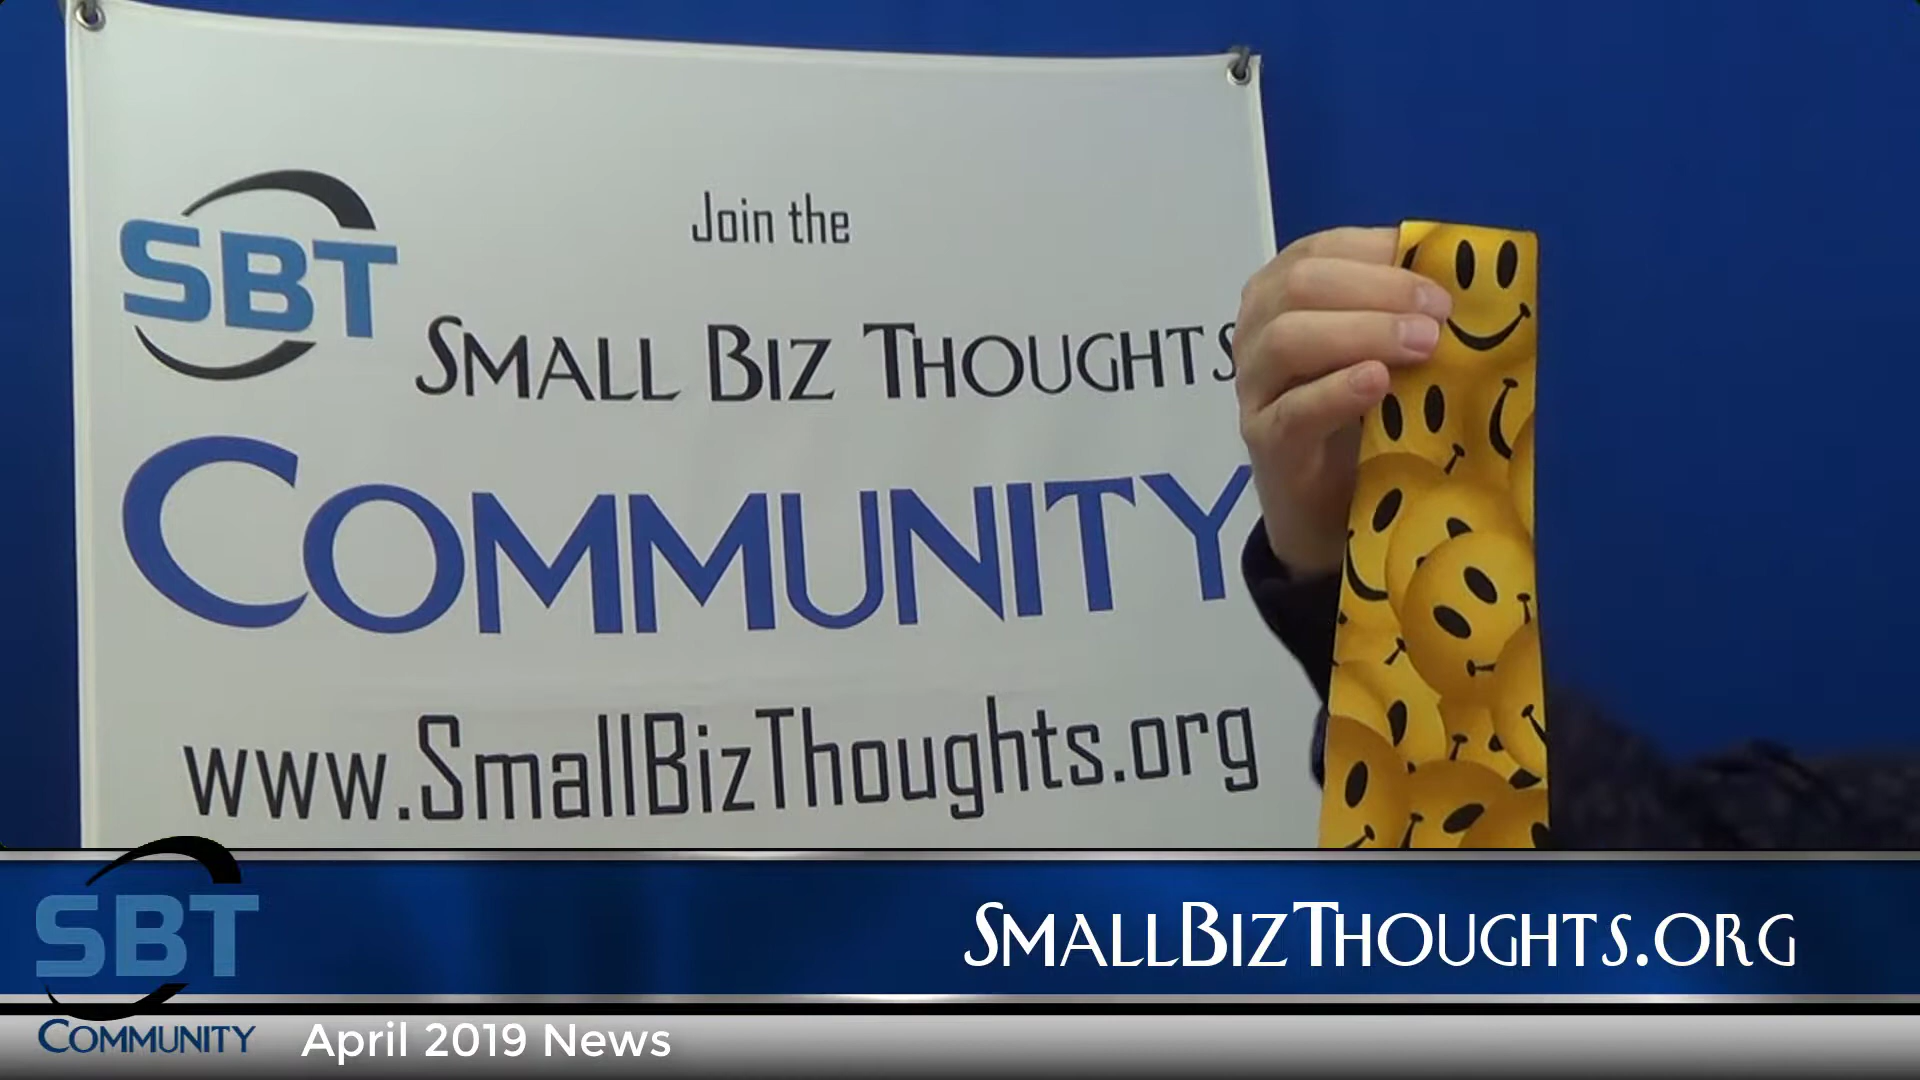 Join the
SBT
SMALL BIZ THOUGHTS
COMMUNITY
www.SmallBizThoughts.org
SBT
COMMUNITY
SMALLBIZTHOUGHTS.ORG
April 2019 News